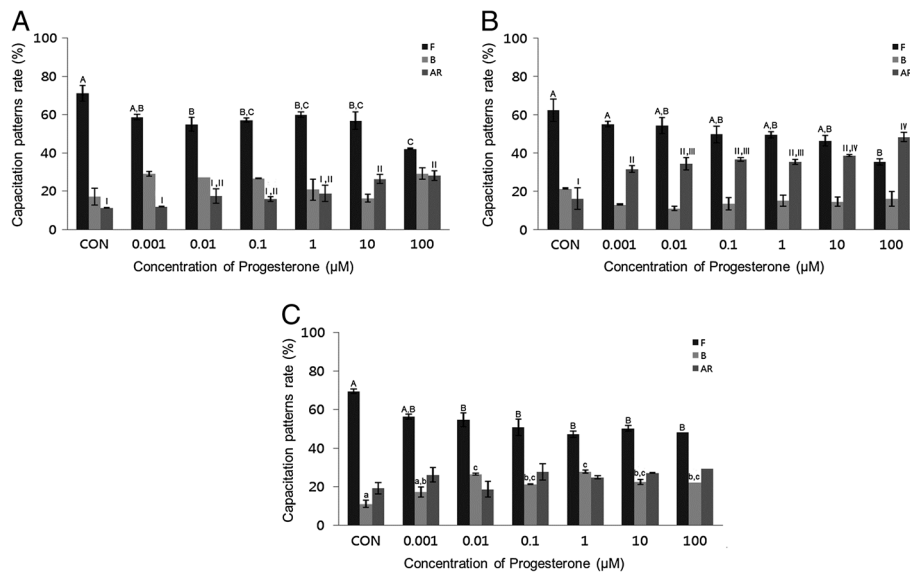 A
Capacitation patterns rate (%)
100
80
60
40
20
0
F
B
AR
A
I
A,B
I
B
I,II
B,C
I,II
B,C
I,II
B,C
II
C
II
CON 0.001 0.01 0.1 1 10 100
Concentration of Progesterone (µM)
B
Capacitation patterns rate (%)
100
80
60
40
20
0
F
B
AR
A
I
A
II
A,B
II,III
A,B
II,III
A,B
II,III
A,B
II,IV
B
IV
CON 0.001 0.01 0.1 1 10 100
Concentration of Progesterone (µM)
C
Capacitation patterns rate (%)
100
80
60
40
20
0
F
B
AR
A
a
A,B
a,b
B
c
B
b,c
B
c
B
b,c
B
b,c
CON 0.001 0.01 0.1 1 10 100
Concentration of Progesterone (µM)